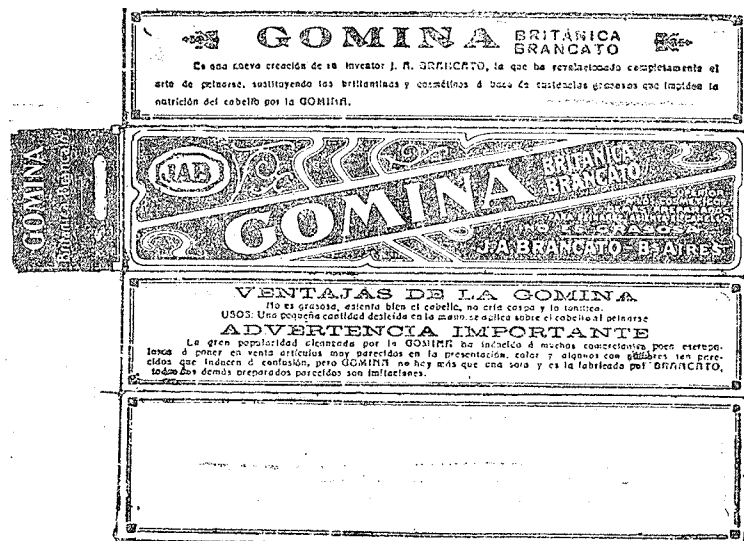 GOMINA BRITÁNICA
BRANCATO
Es una nueva creación de su inventor J. A. BRANCATO, la que ha revolucionado completamente el
arte de peinarse, sustituyendo las brillantinas y cosméticos á base de sustancias grasosas que impiden la
nutrición del cabello por la GOMINA.
GOMINA
Británica Brancato
JAB
GOMINA
BRITÁNICA
BRANCATO
NO ES GRASOSA
J.A. BRANCATO - Bs. AIRES
VENTAJAS DE LA GOMINA
No es grasosa, asienta bien el cabello, no cría caspa y lo tonifica.
USOS: Una pequeña cantidad desleida en la mano, se aplica sobre el cabello al peinarse
ADVERTENCIA IMPORTANTE
La gran popularidad alcanzada por la GOMINA ha inducido á muchos comerciantes poco escrupu-
losos á poner en venta artículos muy parecidos en la presentación, color y algunos con nombres tan pare-
cidos que inducen á confusión, pero GOMINA no hay más que una sola y es la fabricada por BRANCATO,
todos los demás preparados parecidos son imitaciones.